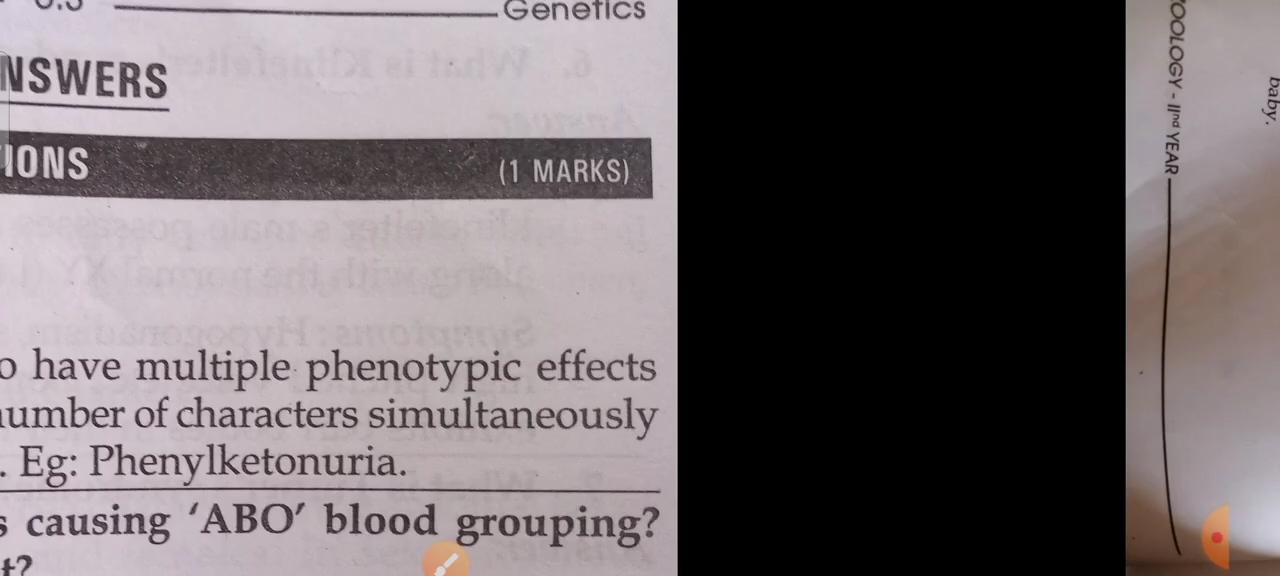 Genetics
NSWERS
IONS (1 MARKS)
o have multiple phenotypic effects
number of characters simultaneously
. Eg: Phenylketonuria.
s causing ‘ABO’ blood grouping?
t?
OOLOGY - IInd YEAR
baby.